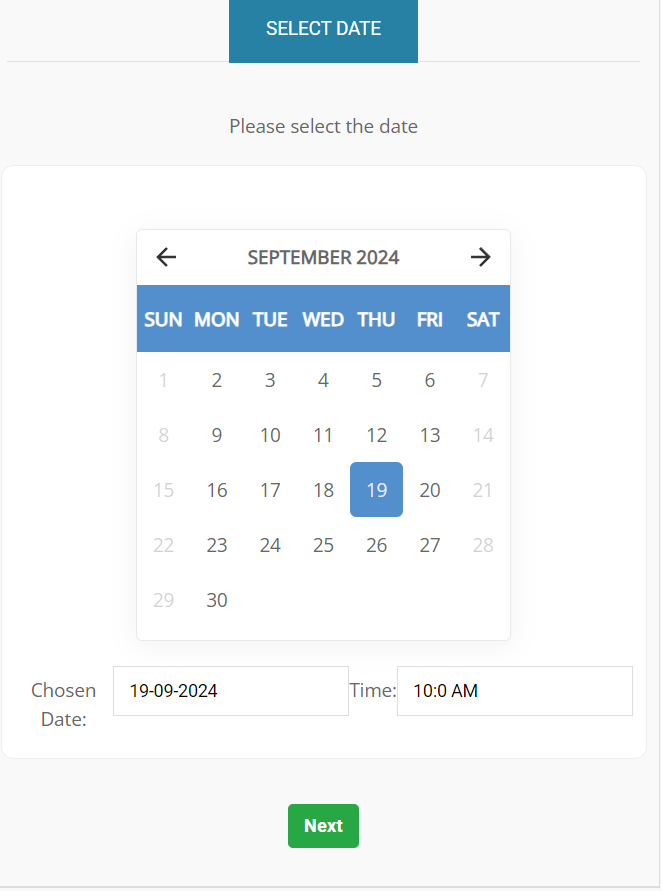 SELECT DATE
Please select the date
SEPTEMBER 2024
SUN MON TUE WED THU FRI SAT
1 2 3 4 5 6 7
8 9 10 11 12 13 14
15 16 17 18 19 20 21
22 23 24 25 26 27 28
29 30
Chosen Date: 19-09-2024 Time: 10:0 AM
Next